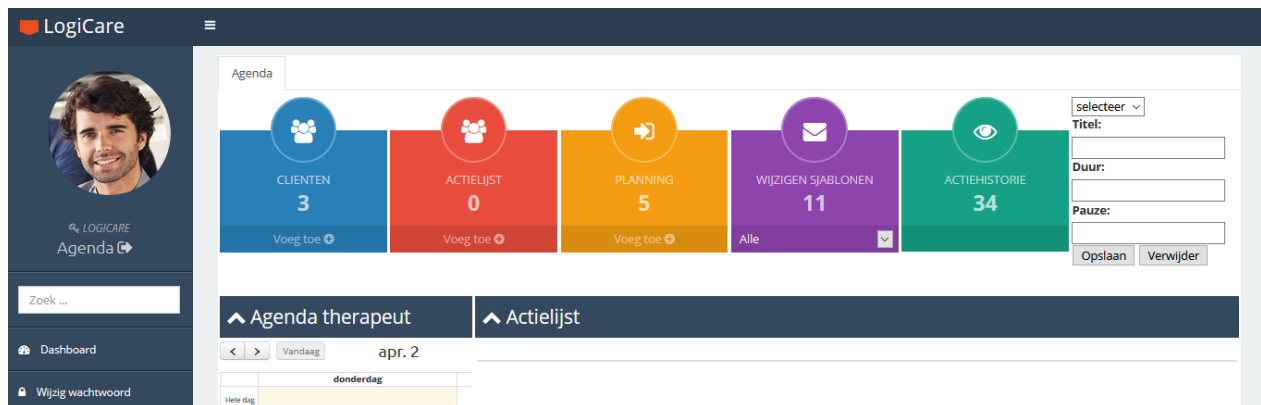 LogiCare
LOGICARE
Agenda
Zoek ...
Dashboard
Wijzig wachtwoord
Agenda
CLIENTEN
3
Voeg toe
ACTIELIJST
0
Voeg toe
PLANNING
5
Voeg toe
WIJZIGEN SJABLONEN
11
Alle
ACTIEHISTORIE
34
selecteer
Titel:
Duur:
Pauze:
Opslaan Verwijder
Agenda therapeut
Vandaag apr. 2
donderdag
Hele dag
Actielijst